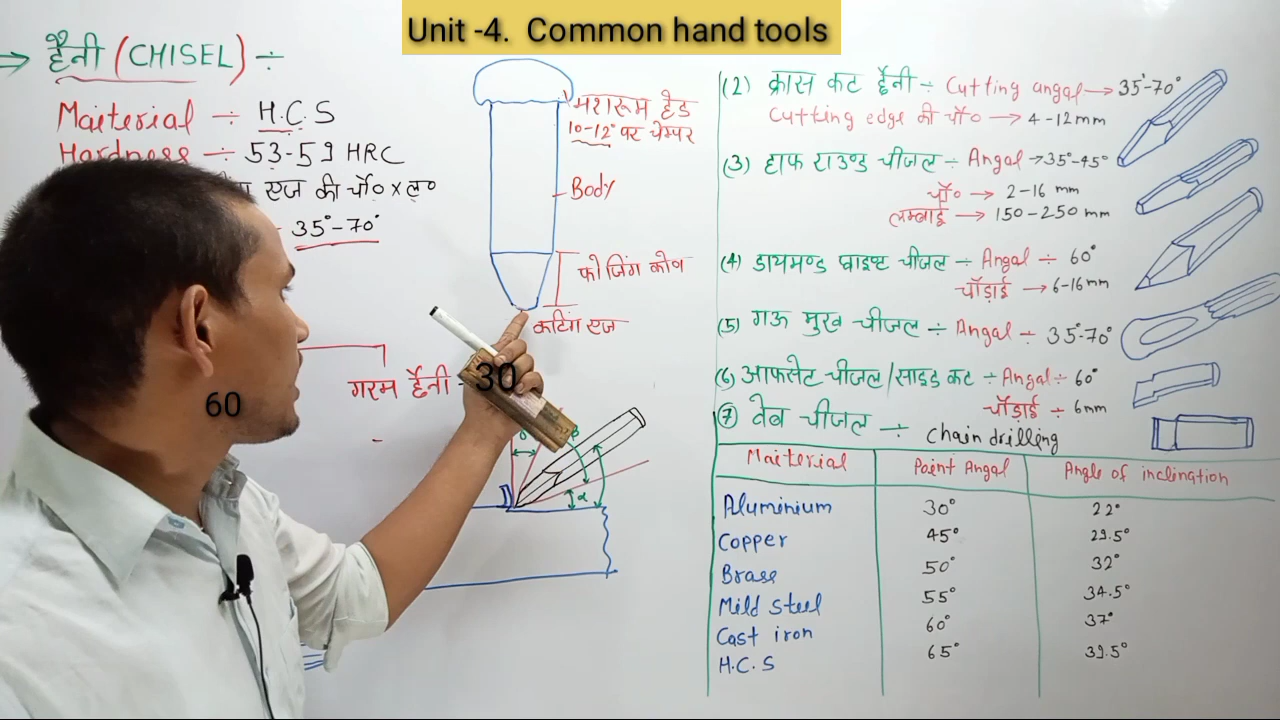 Unit -4. Common hand tools
⇒ छैनी (CHISEL) ÷
Maiterial ÷ H.C.S
Hardness ÷ 53-59 HRC
एज की चौ० x ल०
35°-70°
गरम छैनी
60
30
मशरूम हेड
10-12° पर चेम्पर
Body
फोर्जिंग कोण
कटिंग एज
α
(2) क्रास कट छैनी ÷ Cutting angal → 35°-70°
Cutting edge की चौ० → 4-12mm
(3) हाफ राउण्ड चीजल ÷ Angal → 35°-45°
चौ० → 2-16 mm
लम्बाई → 150-250 mm
(4) डायमण्ड प्वाइण्ट चीजल ÷ Angal ÷ 60°
चौड़ाई → 6-16mm
(5) गऊ मुख चीजल ÷ Angal ÷ 35°-70°
(6) आफसेट चीजल/साइड कट ÷ Angal ÷ 60°
चौड़ाई ÷ 6mm
(7) वेब चीजल ÷ Chain drilling
Maiterial Point Angal Angle of inclination
Aluminium 30° 22°
Copper 45° 29.5°
Brase 50° 32°
Mild steel 55° 34.5°
Cast iron 60° 37°
H.C.S 65° 39.5°